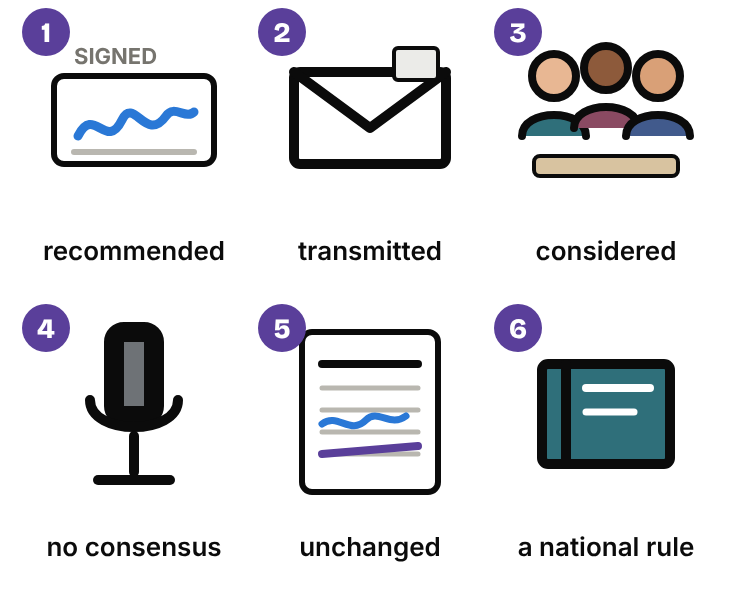 1
SIGNED
recommended
2
transmitted
3
considered
4
no consensus
5
unchanged
6
a national rule